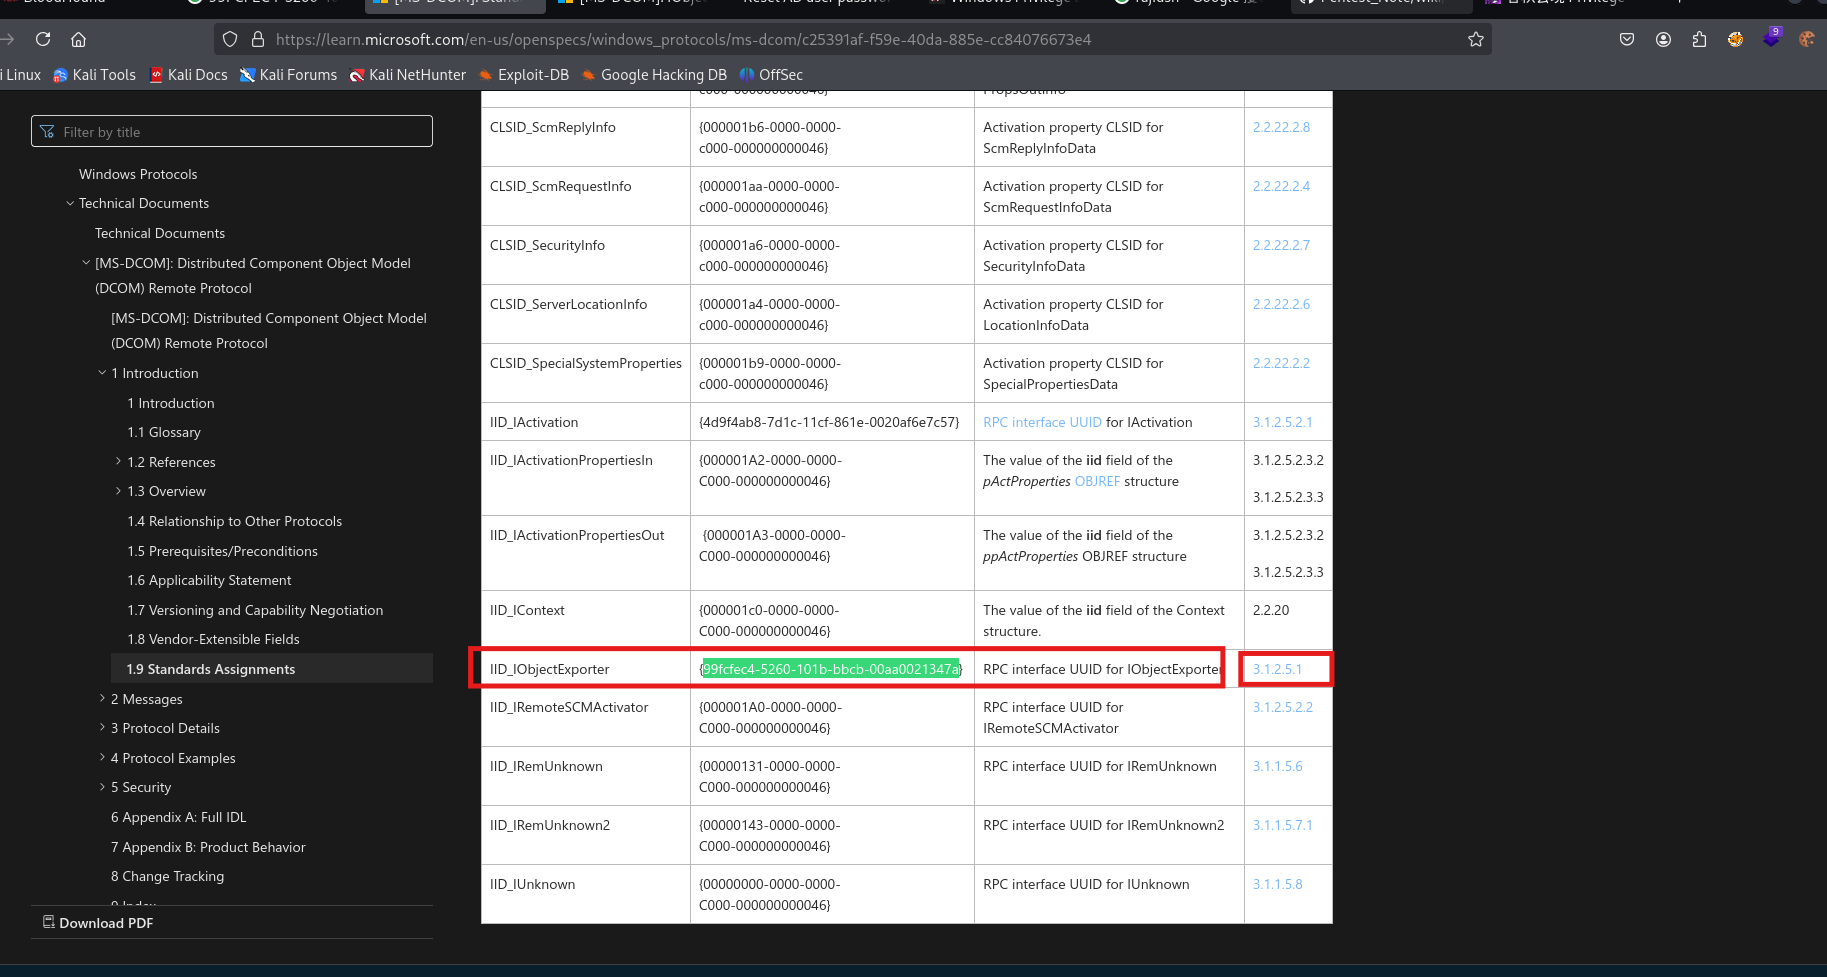 https://learn.microsoft.com/en-us/openspecs/windows_protocols/ms-dcom/c25391af-f59e-40da-885e-cc84076673e4
9
i Linux
Kali Tools
Kali Docs
Kali Forums
Kali NetHunter
Exploit-DB
Google Hacking DB
OffSec
Filter by title
Windows Protocols
Technical Documents
Technical Documents
[MS-DCOM]: Distributed Component Object Model
(DCOM) Remote Protocol
[MS-DCOM]: Distributed Component Object Model
(DCOM) Remote Protocol
1 Introduction
1 Introduction
1.1 Glossary
1.2 References
1.3 Overview
1.4 Relationship to Other Protocols
1.5 Prerequisites/Preconditions
1.6 Applicability Statement
1.7 Versioning and Capability Negotiation
1.8 Vendor-Extensible Fields
1.9 Standards Assignments
2 Messages
3 Protocol Details
4 Protocol Examples
5 Security
6 Appendix A: Full IDL
7 Appendix B: Product Behavior
8 Change Tracking
9 Index
Download PDF
c000-000000000046}
PropsOutInfo
CLSID_ScmReplyInfo
{000001b6-0000-0000-
c000-000000000046}
Activation property CLSID for
ScmReplyInfoData
2.2.22.2.8
CLSID_ScmRequestInfo
{000001aa-0000-0000-
c000-000000000046}
Activation property CLSID for
ScmRequestInfoData
2.2.22.2.4
CLSID_SecurityInfo
{000001a6-0000-0000-
c000-000000000046}
Activation property CLSID for
SecurityInfoData
2.2.22.2.7
CLSID_ServerLocationInfo
{000001a4-0000-0000-
c000-000000000046}
Activation property CLSID for
LocationInfoData
2.2.22.2.6
CLSID_SpecialSystemProperties
{000001b9-0000-0000-
c000-000000000046}
Activation property CLSID for
SpecialPropertiesData
2.2.22.2.2
IID_IActivation
{4d9f4ab8-7d1c-11cf-861e-0020af6e7c57}
RPC interface UUID for IActivation
3.1.2.5.2.1
IID_IActivationPropertiesIn
{000001A2-0000-0000-
C000-000000000046}
The value of the iid field of the
pActProperties OBJREF structure
3.1.2.5.2.3.2
3.1.2.5.2.3.3
IID_IActivationPropertiesOut
{000001A3-0000-0000-
C000-000000000046}
The value of the iid field of the
ppActProperties OBJREF structure
3.1.2.5.2.3.2
3.1.2.5.2.3.3
IID_IContext
{000001c0-0000-0000-
C000-000000000046}
The value of the iid field of the Context
structure.
2.2.20
IID_IObjectExporter
{99fcfec4-5260-101b-bbcb-00aa0021347a}
RPC interface UUID for IObjectExporter
3.1.2.5.1
IID_IRemoteSCMActivator
{000001A0-0000-0000-
C000-000000000046}
RPC interface UUID for
IRemoteSCMActivator
3.1.2.5.2.2
IID_IRemUnknown
{00000131-0000-0000-
C000-000000000046}
RPC interface UUID for IRemUnknown
3.1.1.5.6
IID_IRemUnknown2
{00000143-0000-0000-
C000-000000000046}
RPC interface UUID for IRemUnknown2
3.1.1.5.7.1
IID_IUnknown
{00000000-0000-0000-
C000-000000000046}
RPC interface UUID for IUnknown
3.1.1.5.8